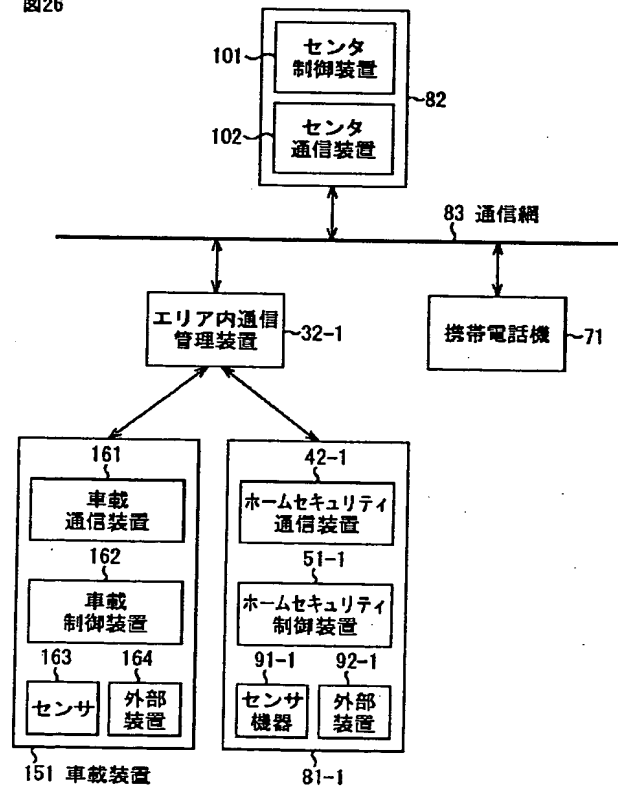 図26
101
センタ
制御装置
82
102
センタ
通信装置
83 通信網
エリア内通信
管理装置
32-1
携帯電話機
71
161
車載
通信装置
162
車載
制御装置
163
164
センサ
外部
装置
151 車載装置
42-1
ホームセキュリティ
通信装置
51-1
ホームセキュリティ
制御装置
91-1
92-1
センサ
機器
外部
装置
81-1